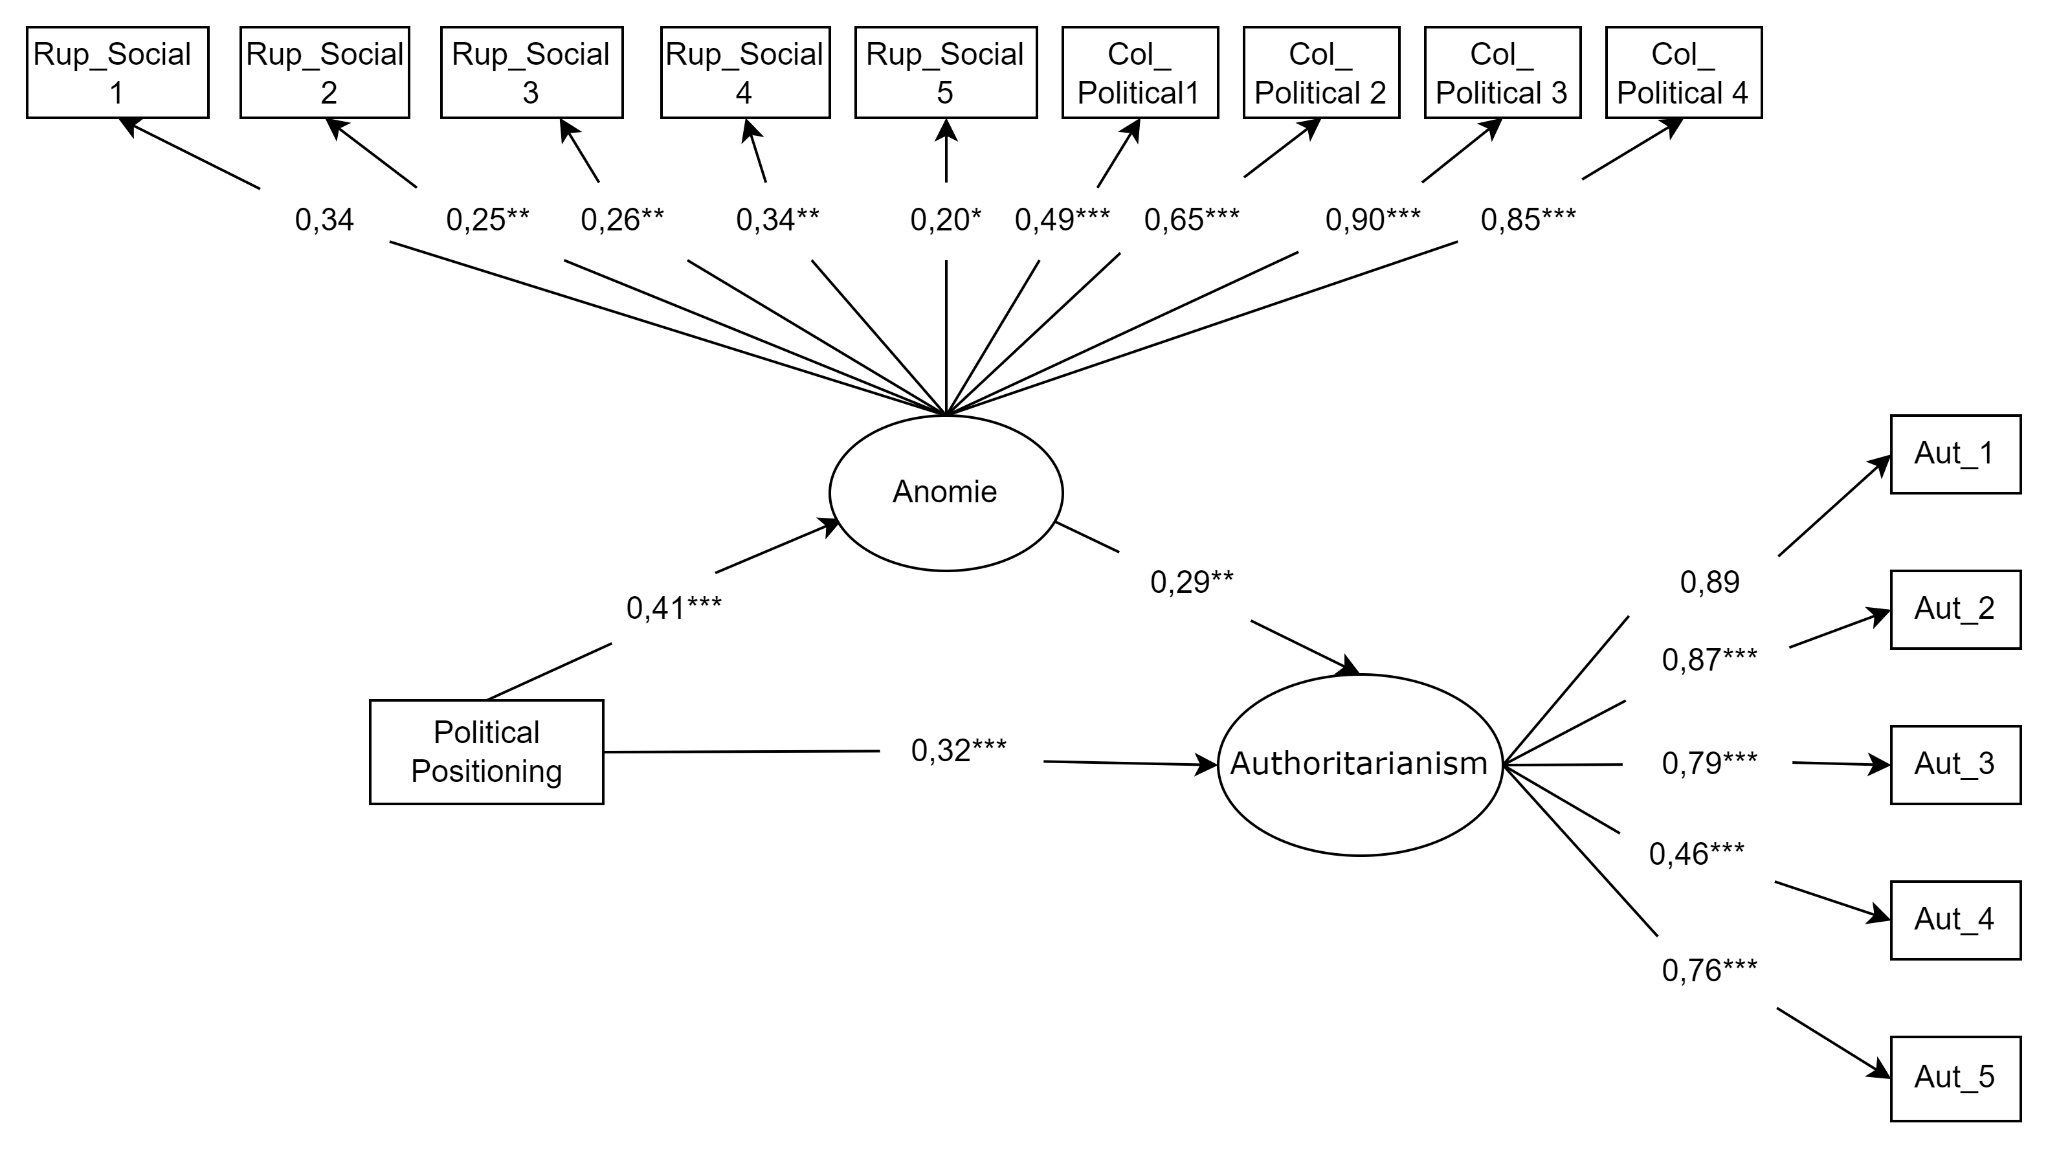 Rup_Social
1
Rup_Social
2
Rup_Social
3
Rup_Social
4
Rup_Social
5
Col_
Political1
Col_
Political 2
Col_
Political 3
Col_
Political 4
0,34
0,25**
0,26**
0,34**
0,20*
0,49***
0,65***
0,90***
0,85***
Anomie
0,41***
0,29**
Political
Positioning
0,32***
Authoritarianism
0,89
0,87***
0,79***
0,46***
0,76***
Aut_1
Aut_2
Aut_3
Aut_4
Aut_5